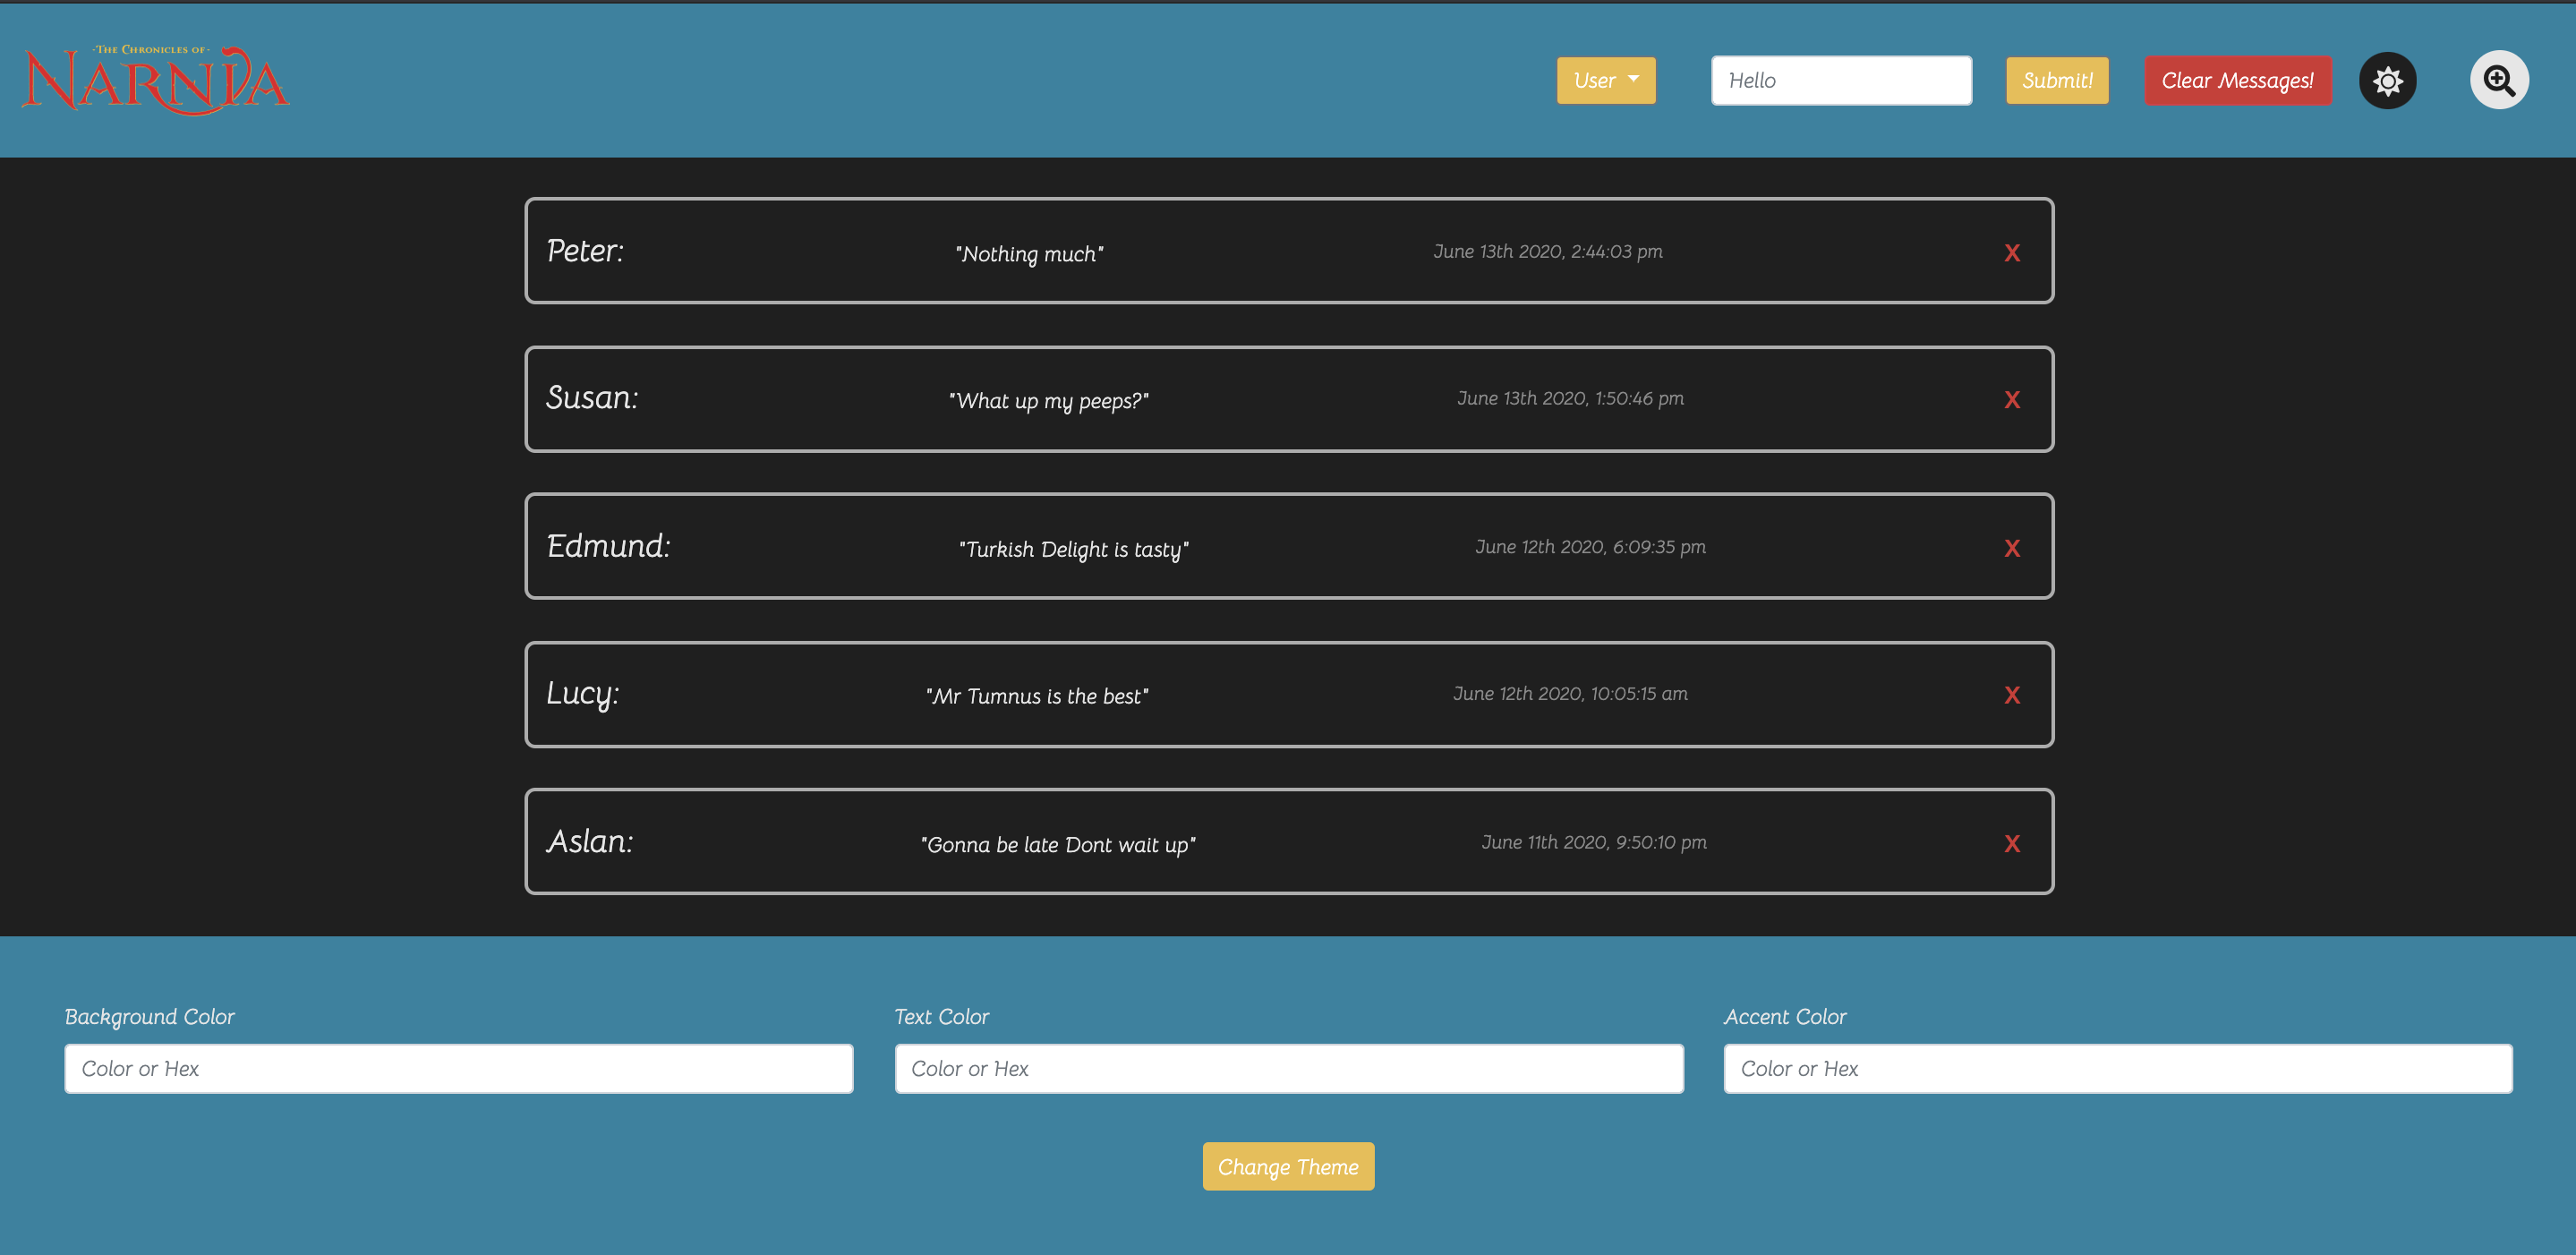 -THE CHRONICLES OF-
NARNIA
User
Hello
Submit!
Clear Messages!
Peter:
"Nothing much"
June 13th 2020, 2:44:03 pm
X
Susan:
"What up my peeps?"
June 13th 2020, 1:50:46 pm
X
Edmund:
"Turkish Delight is tasty"
June 12th 2020, 6:09:35 pm
X
Lucy:
"Mr Tumnus is the best"
June 12th 2020, 10:05:15 am
X
Aslan:
"Gonna be late Dont wait up"
June 11th 2020, 9:50:10 pm
X
Background Color
Color or Hex
Text Color
Color or Hex
Accent Color
Color or Hex
Change Theme